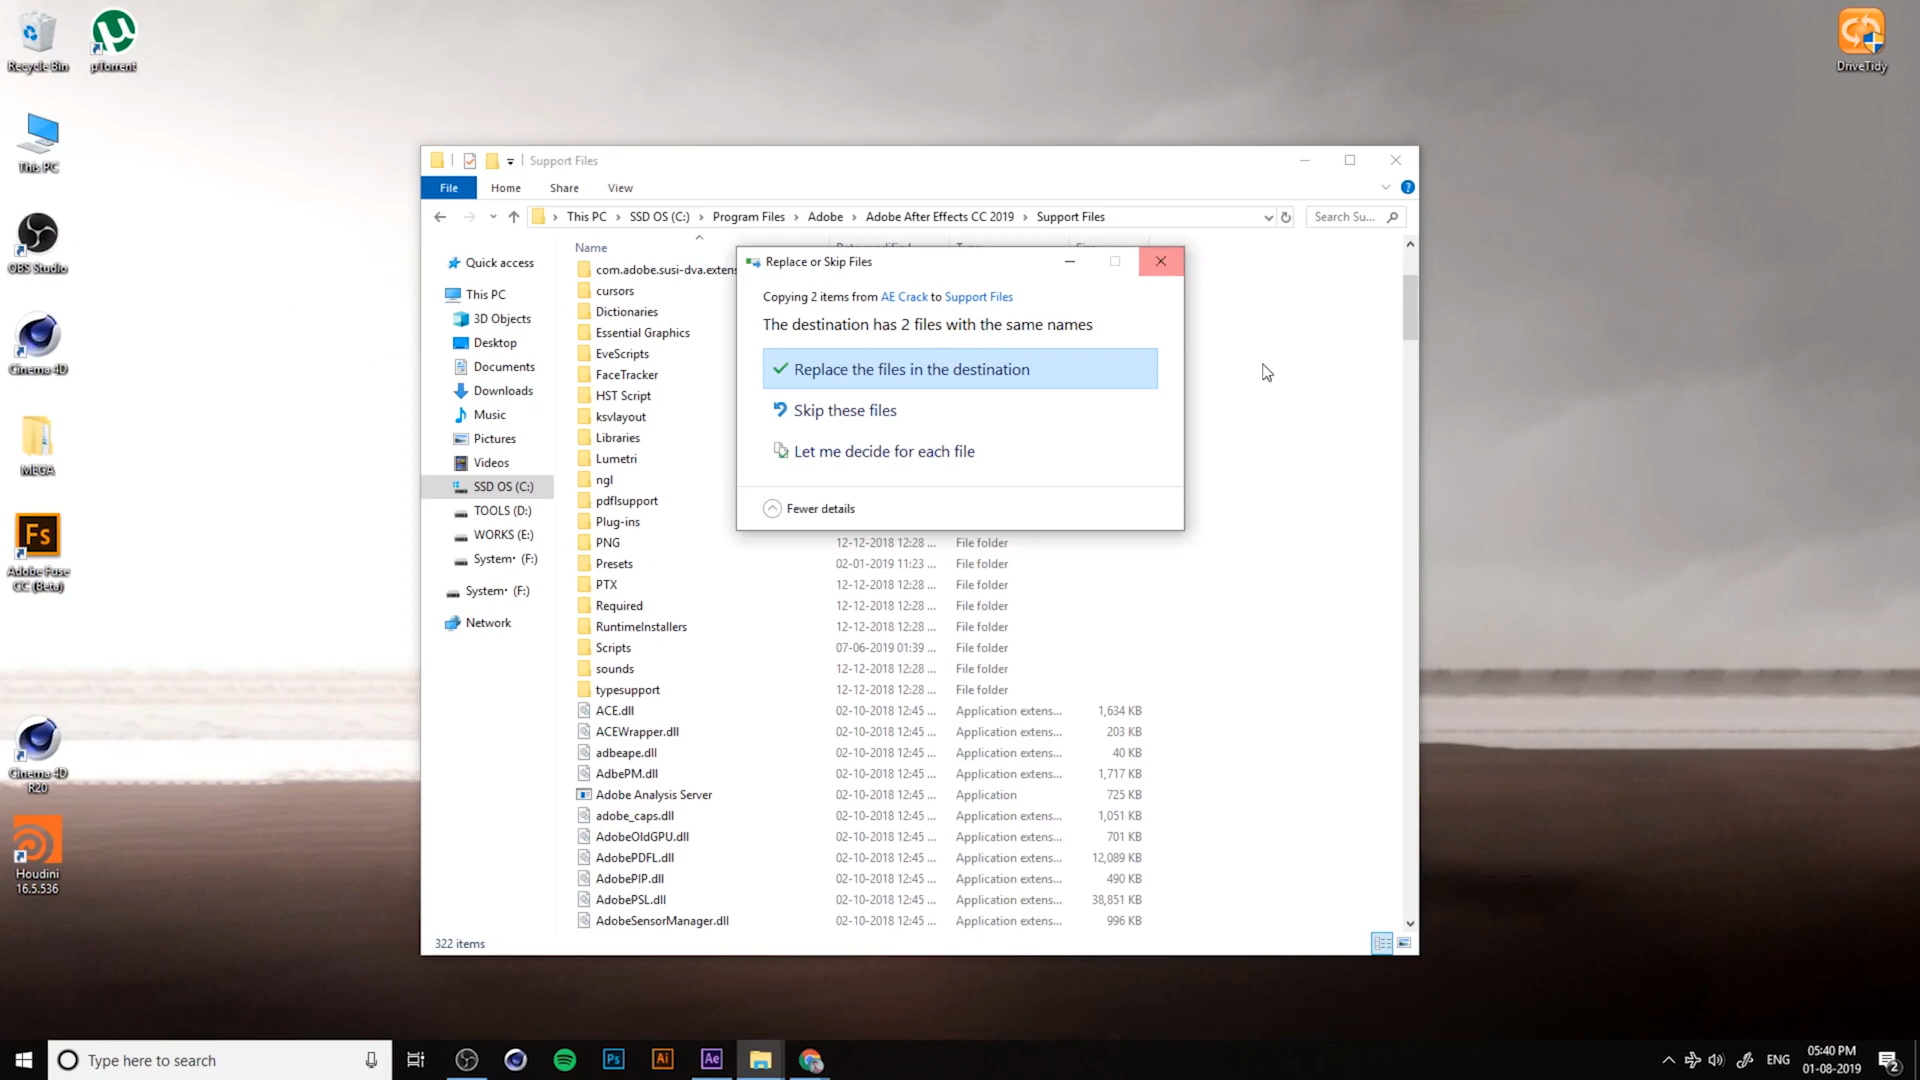 Recycle Bin
µTorrent
DriveTidy
This PC
OBS Studio
Cinema 4D
MEGA
Fs
Adobe Fuse
CC (Beta)
Cinema 4D
R20
Houdini
16.5.536
Support Files
File Home Share View
This PC > SSD OS (C:) > Program Files > Adobe > Adobe After Effects CC 2019 > Support Files
Search Su...
Quick access
This PC
3D Objects
Desktop
Documents
Downloads
Music
Pictures
Videos
SSD OS (C:)
TOOLS (D:)
WORKS (E:)
System· (F:)
System· (F:)
Network
Name
com.adobe.susi-dva.extens
cursors
Dictionaries
Essential Graphics
EveScripts
FaceTracker
HST Script
ksvlayout
Libraries
Lumetri
ngl
pdflsupport
Plug-ins
PNG 12-12-2018 12:28 ... File folder
Presets 02-01-2019 11:23 ... File folder
PTX 12-12-2018 12:28 ... File folder
Required 12-12-2018 12:28 ... File folder
RuntimeInstallers 12-12-2018 12:28 ... File folder
Scripts 07-06-2019 01:39 ... File folder
sounds 12-12-2018 12:28 ... File folder
typesupport 12-12-2018 12:28 ... File folder
ACE.dll 02-10-2018 12:45 ... Application extens... 1,634 KB
ACEWrapper.dll 02-10-2018 12:45 ... Application extens... 203 KB
adbeape.dll 02-10-2018 12:45 ... Application extens... 40 KB
AdbePM.dll 02-10-2018 12:45 ... Application extens... 1,717 KB
Adobe Analysis Server 02-10-2018 12:45 ... Application 725 KB
adobe_caps.dll 02-10-2018 12:45 ... Application extens... 1,051 KB
AdobeOldGPU.dll 02-10-2018 12:45 ... Application extens... 701 KB
AdobePDFL.dll 02-10-2018 12:45 ... Application extens... 12,089 KB
AdobePIP.dll 02-10-2018 12:45 ... Application extens... 490 KB
AdobePSL.dll 02-10-2018 12:45 ... Application extens... 38,851 KB
AdobeSensorManager.dll 02-10-2018 12:45 ... Application extens... 996 KB
322 items
Replace or Skip Files
Copying 2 items from AE Crack to Support Files
The destination has 2 files with the same names
Replace the files in the destination
Skip these files
Let me decide for each file
Fewer details
Type here to search
Ps
Ai
Ae
ENG
05:40 PM
01-08-2019
2